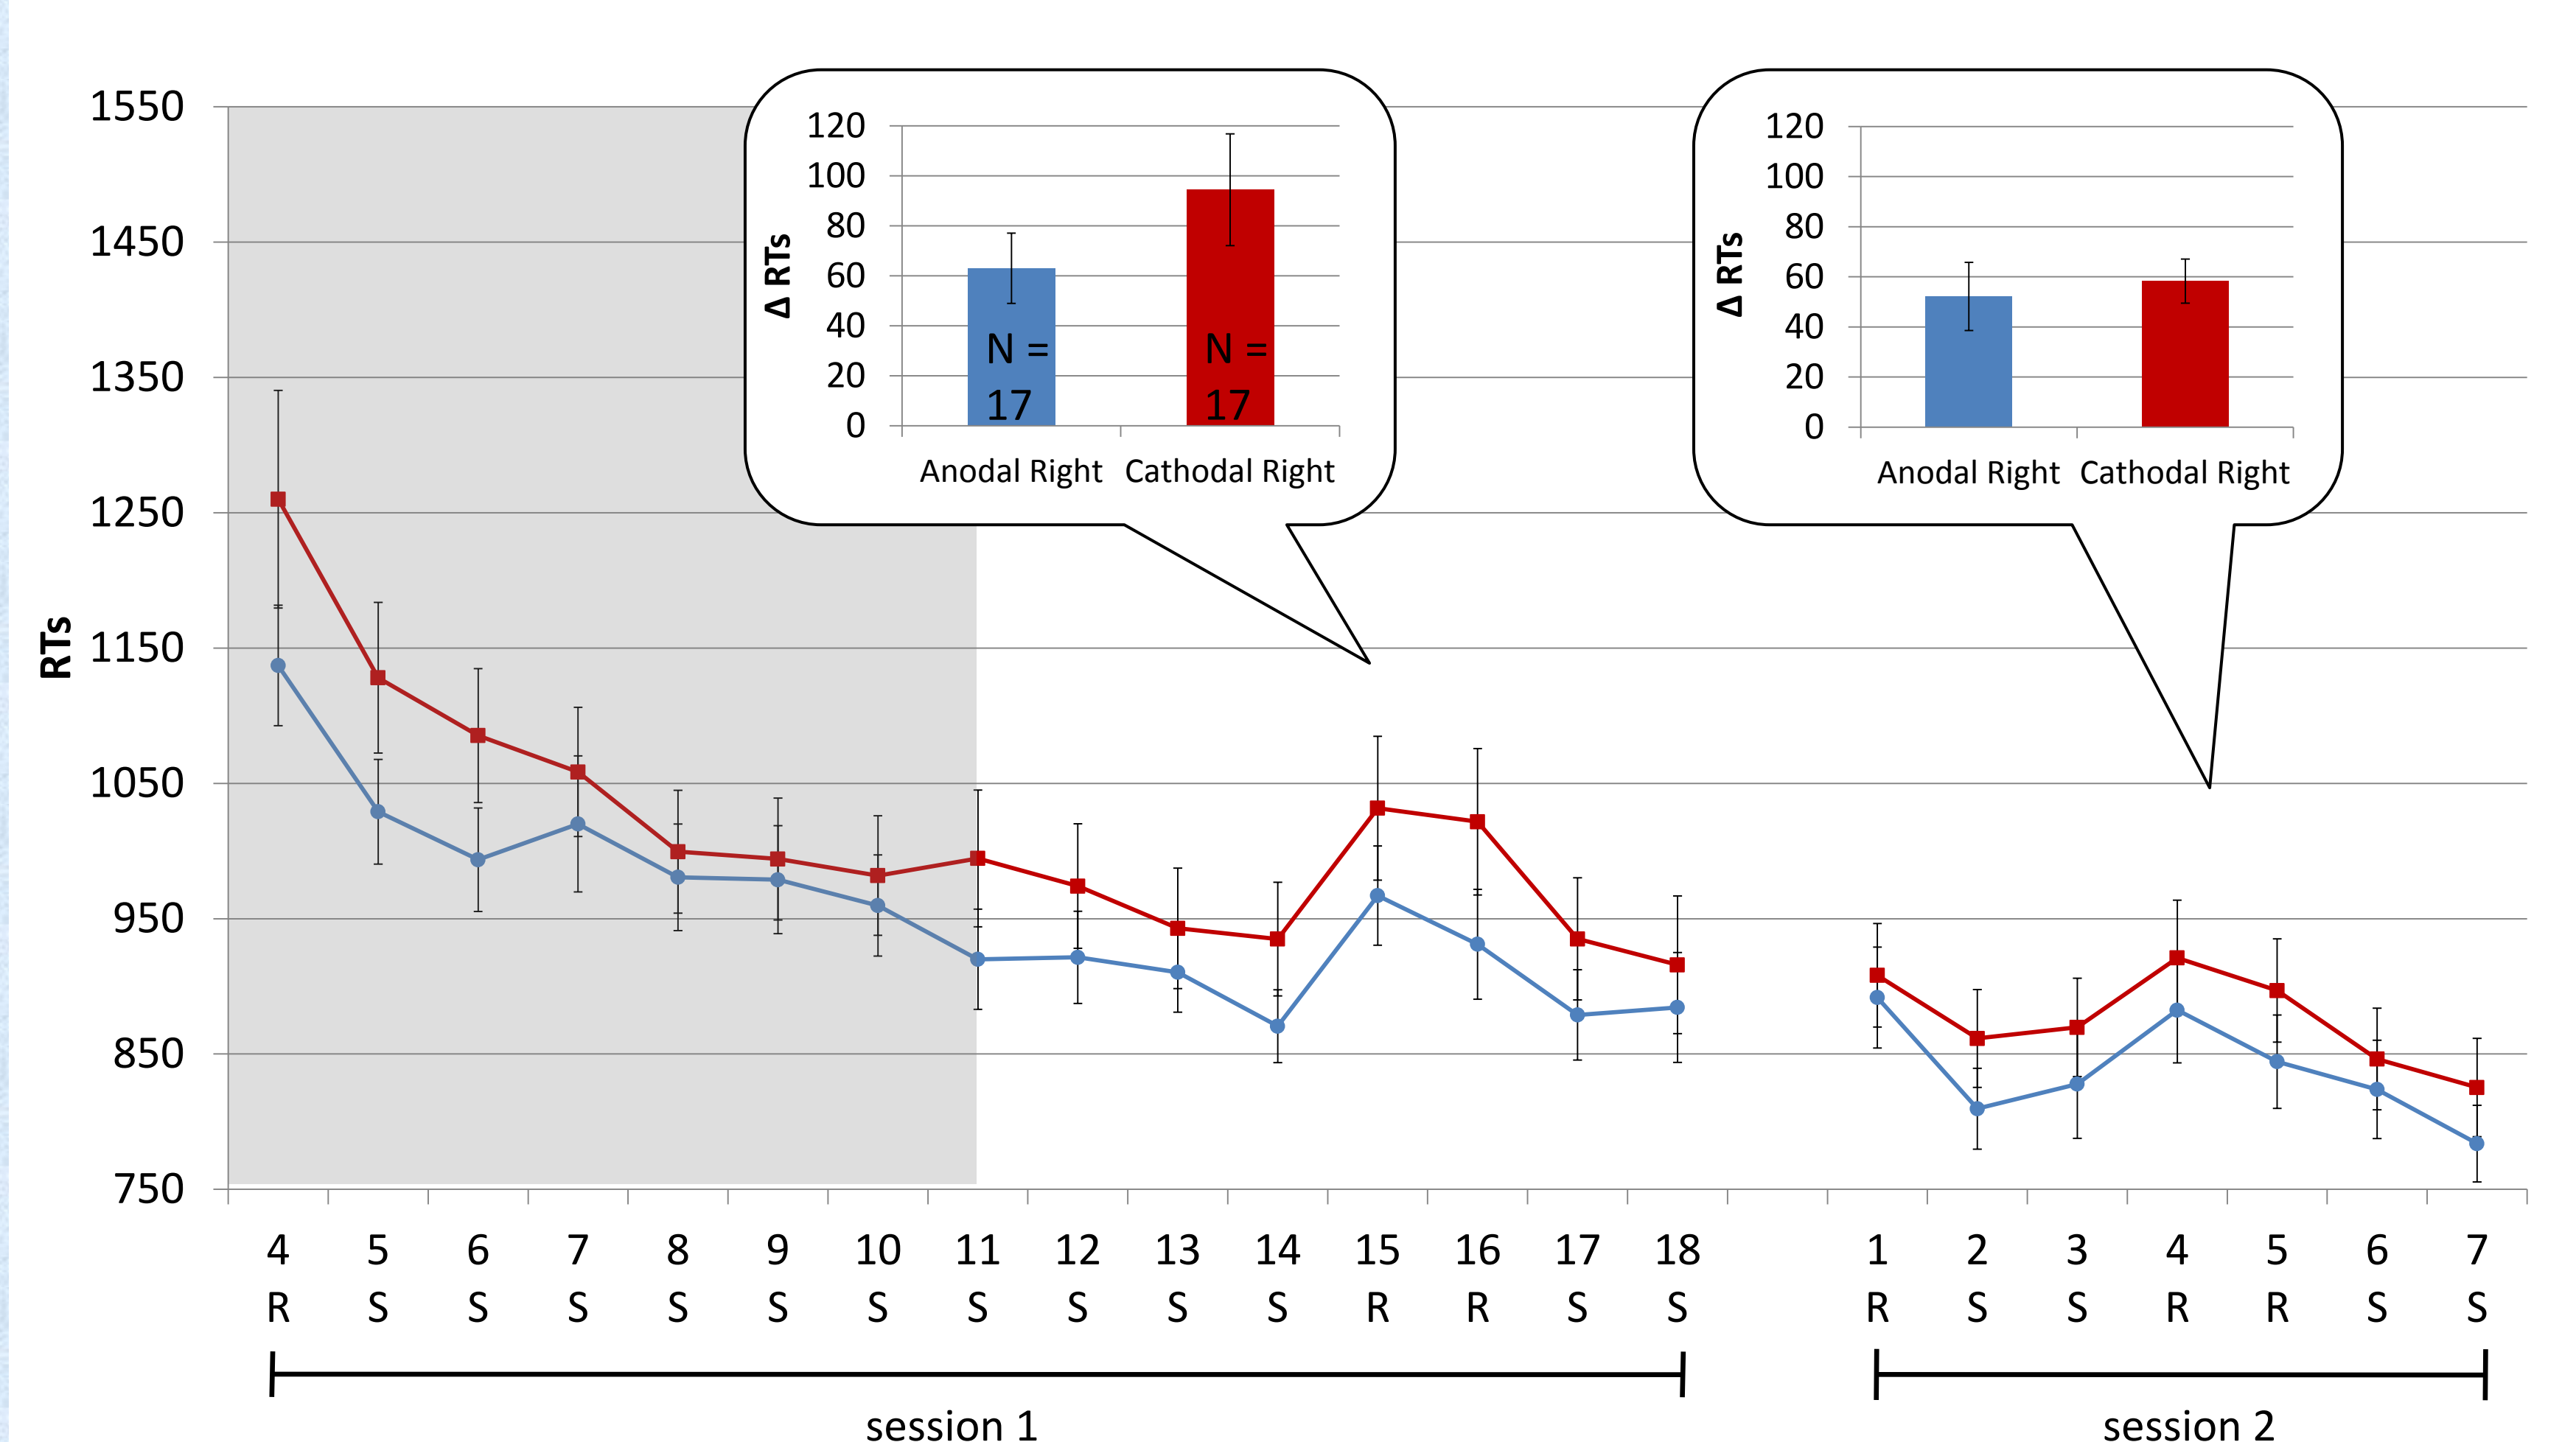 1550
1450
1350
1250
1150
1050
950
850
750
RTs
120
100
80
60
40
20
0
Δ RTs
N =
17
N =
17
Anodal Right Cathodal Right
120
100
80
60
40
20
0
Δ RTs
Anodal Right Cathodal Right
4 5 6 7 8 9 10 11 12 13 14 15 16 17 18 1 2 3 4 5 6 7
R S S S S S S S S S S R R S S R S S R R S S
session 1 session 2